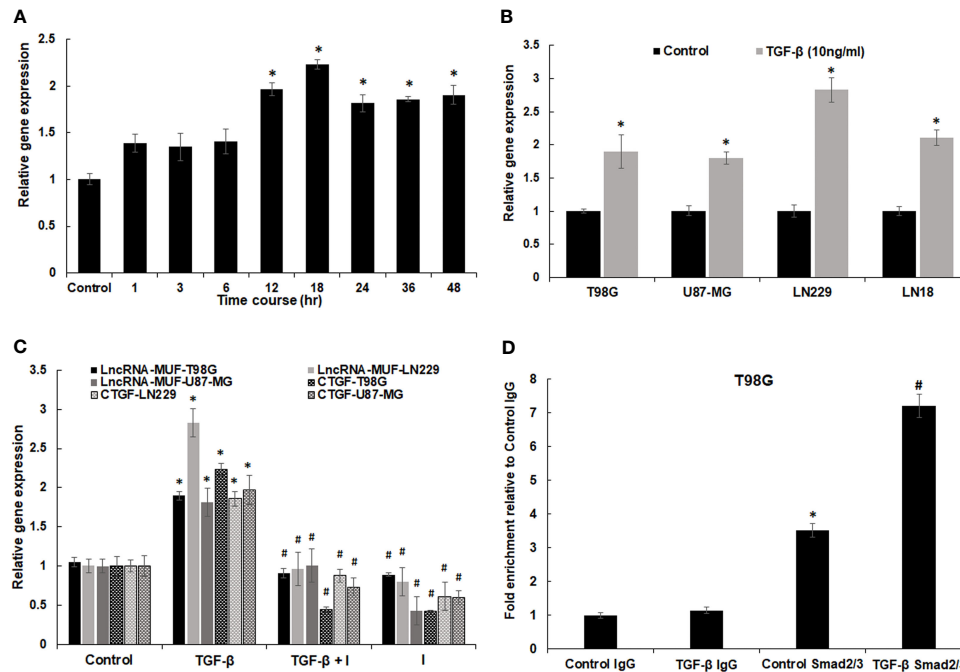 A
Relative gene expression
2.5
2
1.5
1
0.5
0
* * * * *
Control 1 3 6 12 18 24 36 48
Time course (hr)
B
Control TGF-β (10ng/ml)
Relative gene expression
3.5
3
2.5
2
1.5
1
0.5
0
* * * *
T98G U87-MG LN229 LN18
C
LncRNA-MUF-T98G LncRNA-MUF-LN229
LncRNA-MUF-U87-MG CTGF-T98G
CTGF-LN229 CTGF-U87-MG
Relative gene expression
3.5
3
2.5
2
1.5
1
0.5
0
* * * * * *
# # # # # #
# # # # # #
Control TGF-β TGF-β + I I
D
T98G
Fold enrichment relative to Control IgG
8
7
6
5
4
3
2
1
0
* #
Control IgG TGF-β IgG Control Smad2/3 TGF-β Smad2/